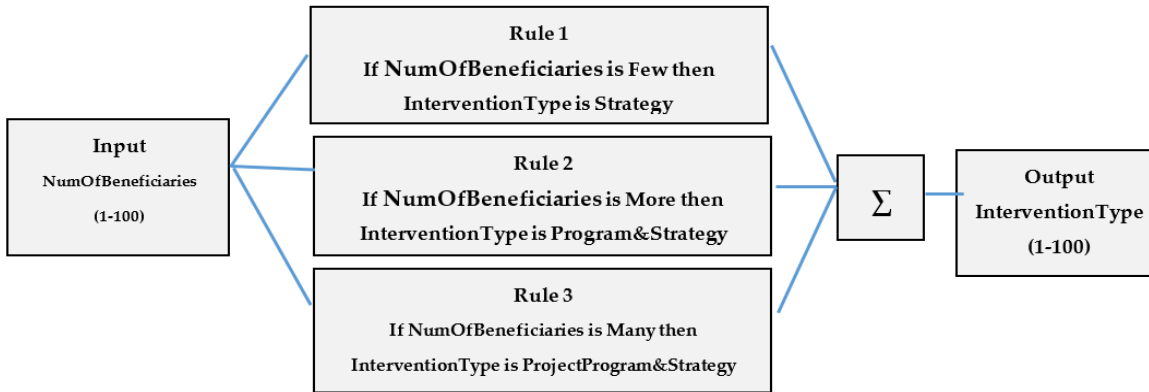 Input
NumOfBeneficiaries
(1-100)
Rule 1
If NumOfBeneficiaries is Few then
InterventionType is Strategy
Rule 2
If NumOfBeneficiaries is More then
InterventionType is Program&Strategy
Rule 3
If NumOfBeneficiaries is Many then
InterventionType is ProjectProgram&Strategy
Σ
Output
InterventionType
(1-100)